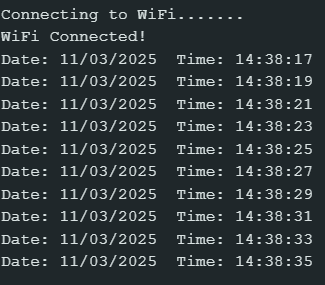 Connecting to WiFi.......
WiFi Connected!
Date: 11/03/2025  Time: 14:38:17
Date: 11/03/2025  Time: 14:38:19
Date: 11/03/2025  Time: 14:38:21
Date: 11/03/2025  Time: 14:38:23
Date: 11/03/2025  Time: 14:38:25
Date: 11/03/2025  Time: 14:38:27
Date: 11/03/2025  Time: 14:38:29
Date: 11/03/2025  Time: 14:38:31
Date: 11/03/2025  Time: 14:38:33
Date: 11/03/2025  Time: 14:38:35